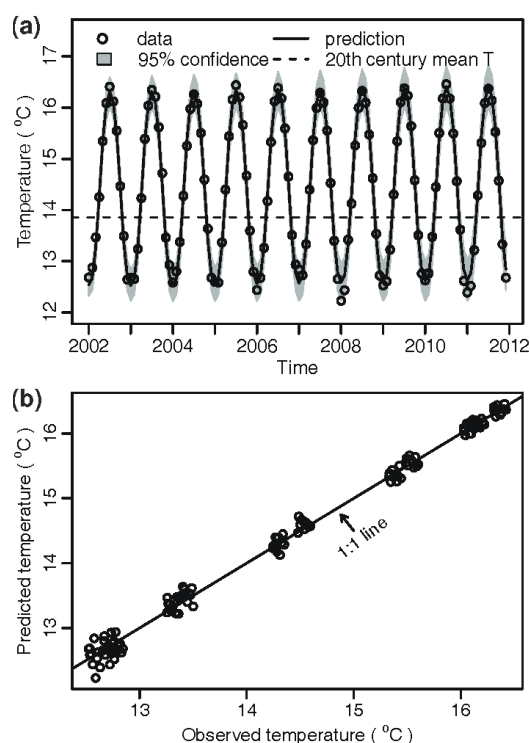 (a)
data
prediction
95% confidence
20th century mean T
17
16
15
14
13
12
Temperature ( °C)
2002 2004 2006 2008 2010 2012
Time
(b)
16
15
14
13
Predicted temperature ( °C)
1:1 line
13 14 15 16
Observed temperature ( °C)